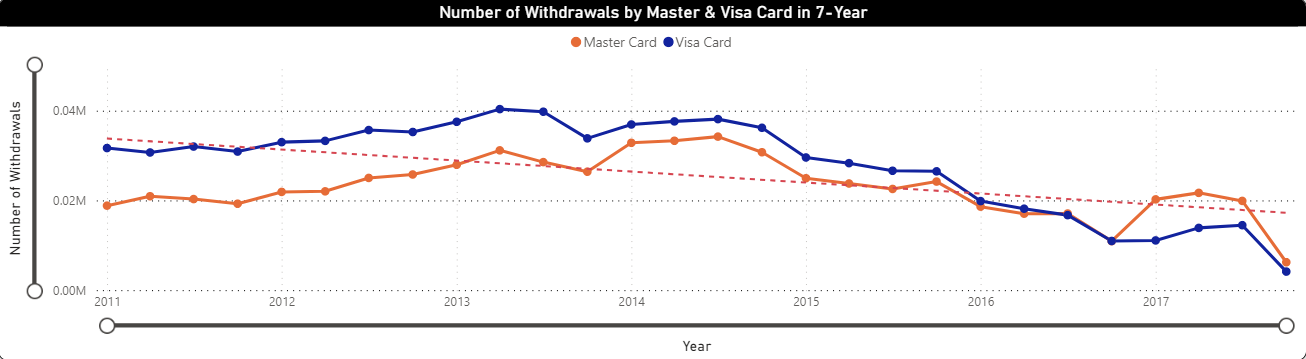 Number of Withdrawals by Master & Visa Card in 7-Year
Master Card Visa Card
Number of Withdrawals
0.04M
0.02M
0.00M
2011 2012 2013 2014 2015 2016 2017
Year